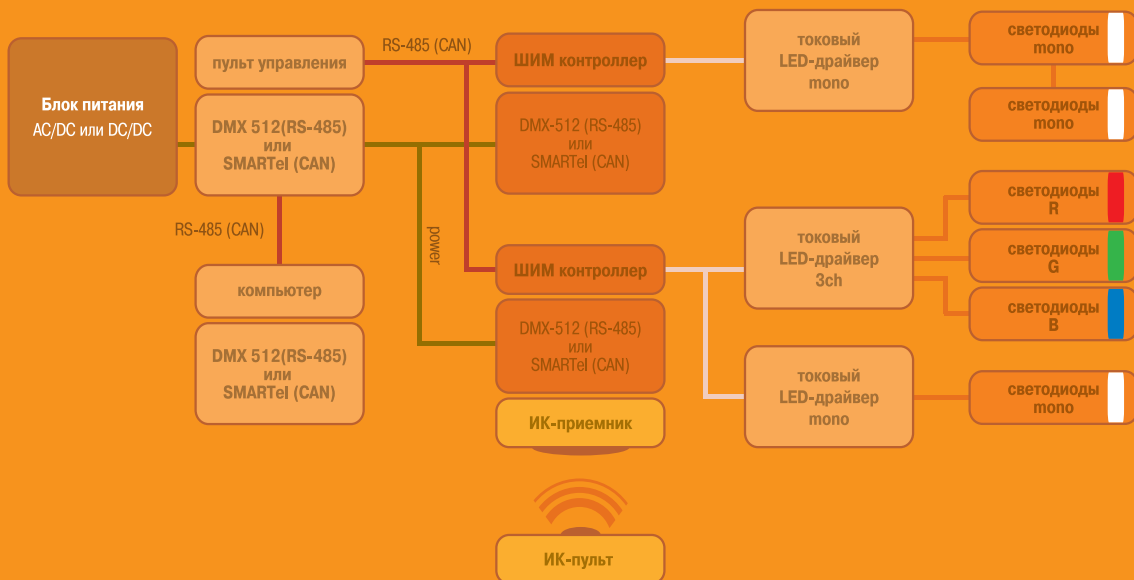 Блок питания
AC/DC или DC/DC
пульт управления
DMX 512(RS-485)
или
SMARTel (CAN)
RS-485 (CAN)
компьютер
DMX 512(RS-485)
или
SMARTel (CAN)
RS-485 (CAN)
power
ШИМ контроллер
DMX-512 (RS-485)
или
SMARTel (CAN)
ШИМ контроллер
DMX-512 (RS-485)
или
SMARTel (CAN)
ИК-приемник
ИК-пульт
токовый
LED-драйвер
mono
светодиоды
mono
светодиоды
mono
токовый
LED-драйвер
3ch
светодиоды
R
светодиоды
G
светодиоды
B
токовый
LED-драйвер
mono
светодиоды
mono